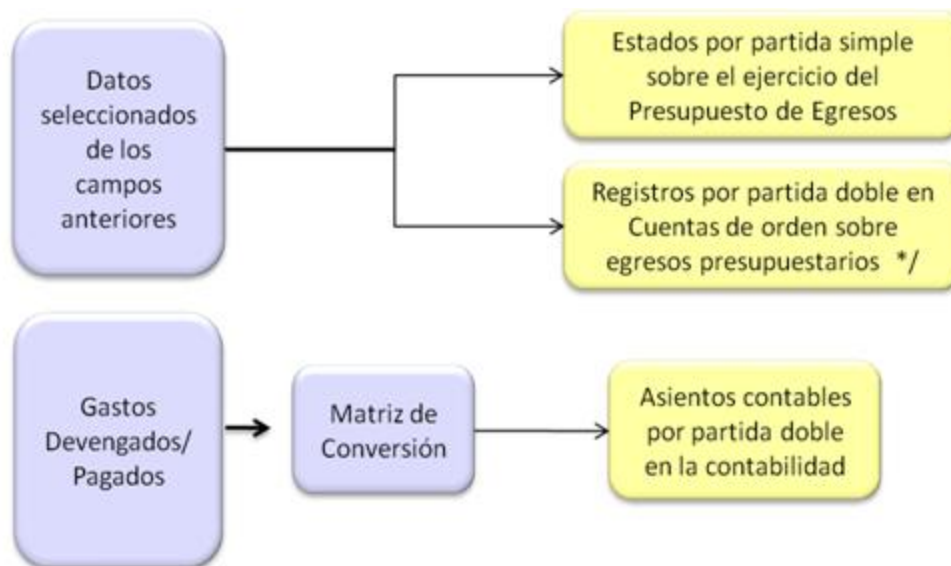 Datos
seleccionados
de los
campos
anteriores
Estados por partida simple
sobre el ejercicio del
Presupuesto de Egresos
Registros por partida doble en
Cuentas de orden sobre
egresos presupuestarios */
Gastos
Devengados/
Pagados
Matriz de
Conversión
Asientos contables
por partida doble
en la contabilidad